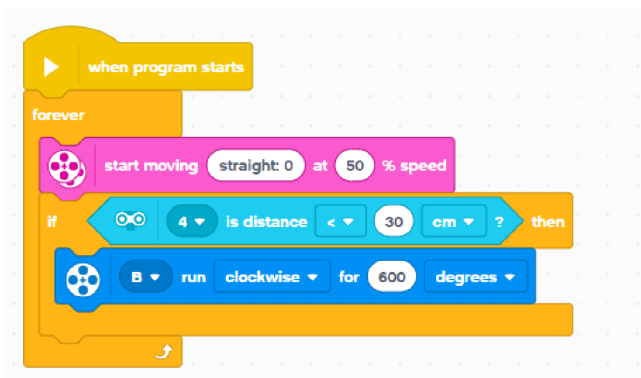 when program starts
forever
start moving straight: 0 at 50 % speed
if 4 is distance < 30 cm ? then
B run clockwise for 600 degrees